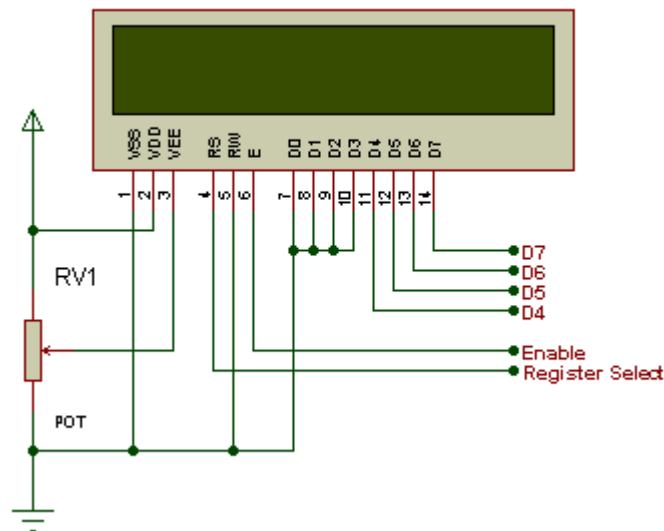 VSS VDD VEE RS RW E D0 D1 D2 D3 D4 D5 D6 D7
1 2 3 4 5 6 7 8 9 10 11 12 13 14
D7
D6
RV1
D5
D4
Enable
Register Select
POT